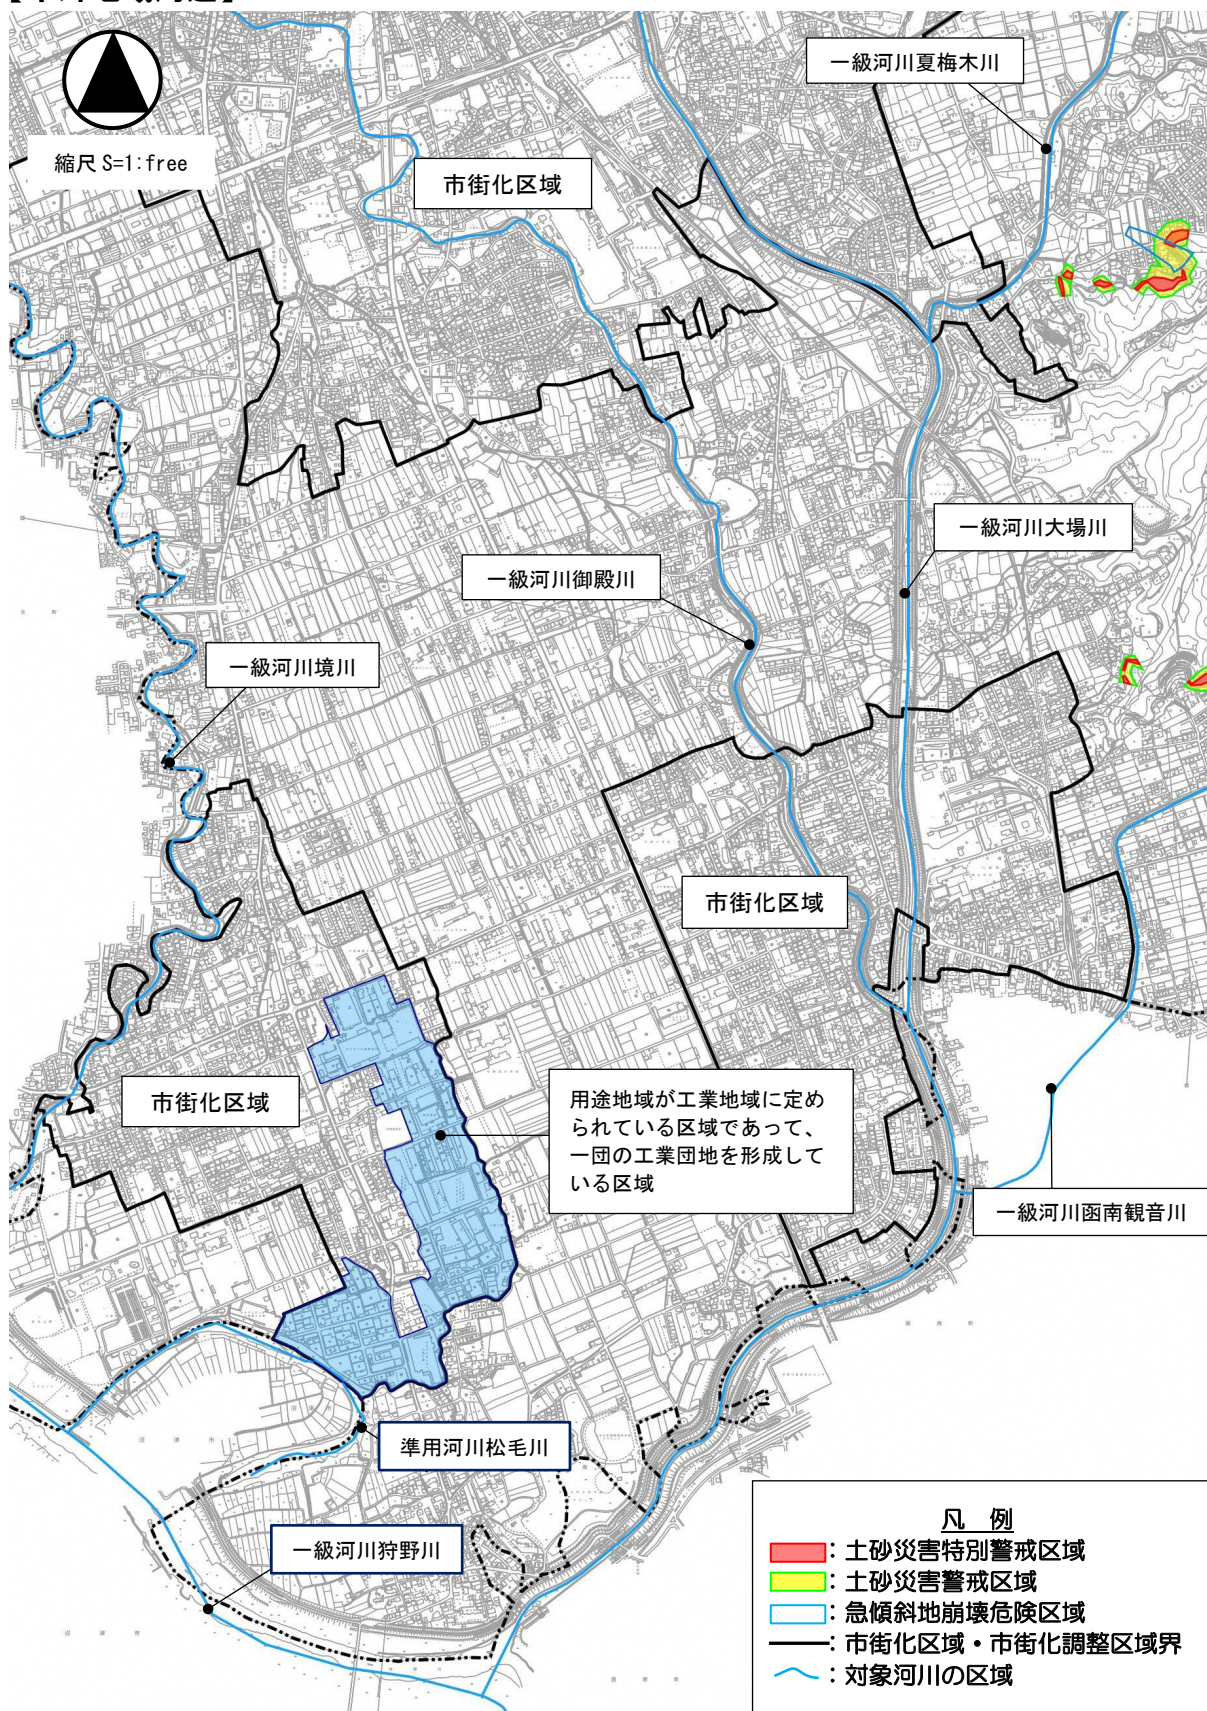 縮尺 S=1:free
一級河川夏梅木川
市街化区域
一級河川大場川
一級河川御殿川
一級河川境川
市街化区域
市街化区域
用途地域が工業地域に定め
られている区域であって、
一団の工業団地を形成して
いる区域
一級河川函南観音川
準用河川松毛川
一級河川狩野川
凡 例
：土砂災害特別警戒区域
：土砂災害警戒区域
：急傾斜地崩壊危険区域
：市街化区域・市街化調整区域界
：対象河川の区域